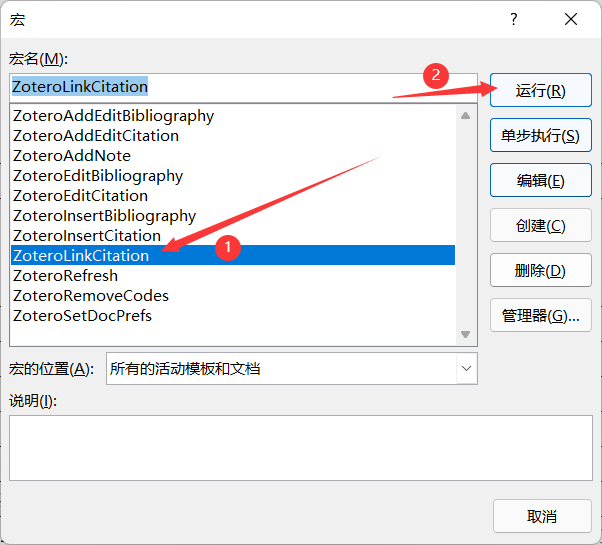 宏
宏名(M):
ZoteroLinkCitation
2
运行(R)
ZoteroAddEditBibliography
ZoteroAddEditCitation
单步执行(S)
ZoteroAddNote
ZoteroEditBibliography
编辑(E)
ZoteroEditCitation
ZoteroInsertBibliography
创建(C)
ZoteroInsertCitation
1
ZoteroLinkCitation
ZoteroRefresh
删除(D)
ZoteroRemoveCodes
ZoteroSetDocPrefs
管理器(G)...
宏的位置(A):
所有的活动模板和文档
说明(I):
取消